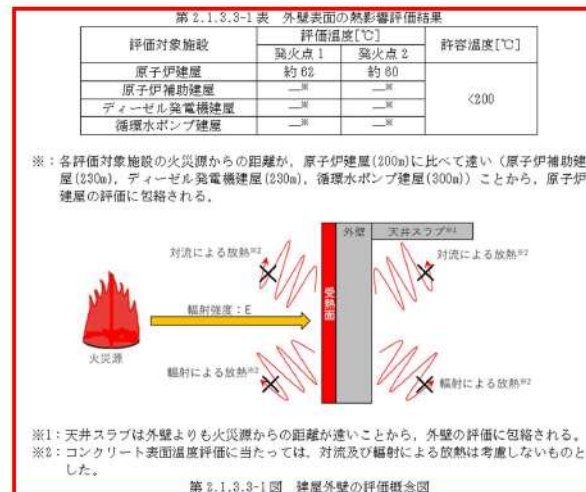 第 2.1.3.3-1表 外壁表面の熱影響評価結果
評価対象施設 評価温度[℃] 許容温度[℃]
発火点 1 発火点 2
原子炉建屋 約 62 約 60 <200
原子炉補助建屋 ―※ ―※
ディーゼル発電機建屋 ―※ ―※
循環水ポンプ建屋 ―※ ―※
※：各評価対象施設の火災源からの距離が，原子炉建屋(200m)に比べて遠い（原子炉補助建
屋(230m)，ディーゼル発電機建屋(230m)，循環水ポンプ建屋(300m)）ことから，原子炉
建屋の評価に包絡される。
外壁 天井スラブ※1
対流による放熱※2 対流による放熱※2
受熱面
輻射強度：E
火災源
輻射による放熱※2 輻射による放熱※2
※1：天井スラブは外壁よりも火災源からの距離が遠いことから，外壁の評価に包絡される。
※2：コンクリート表面温度評価に当たっては，対流及び輻射による放熱は考慮しないものと
した。
第 2.1.3.3-1図 建屋外壁の評価概念図